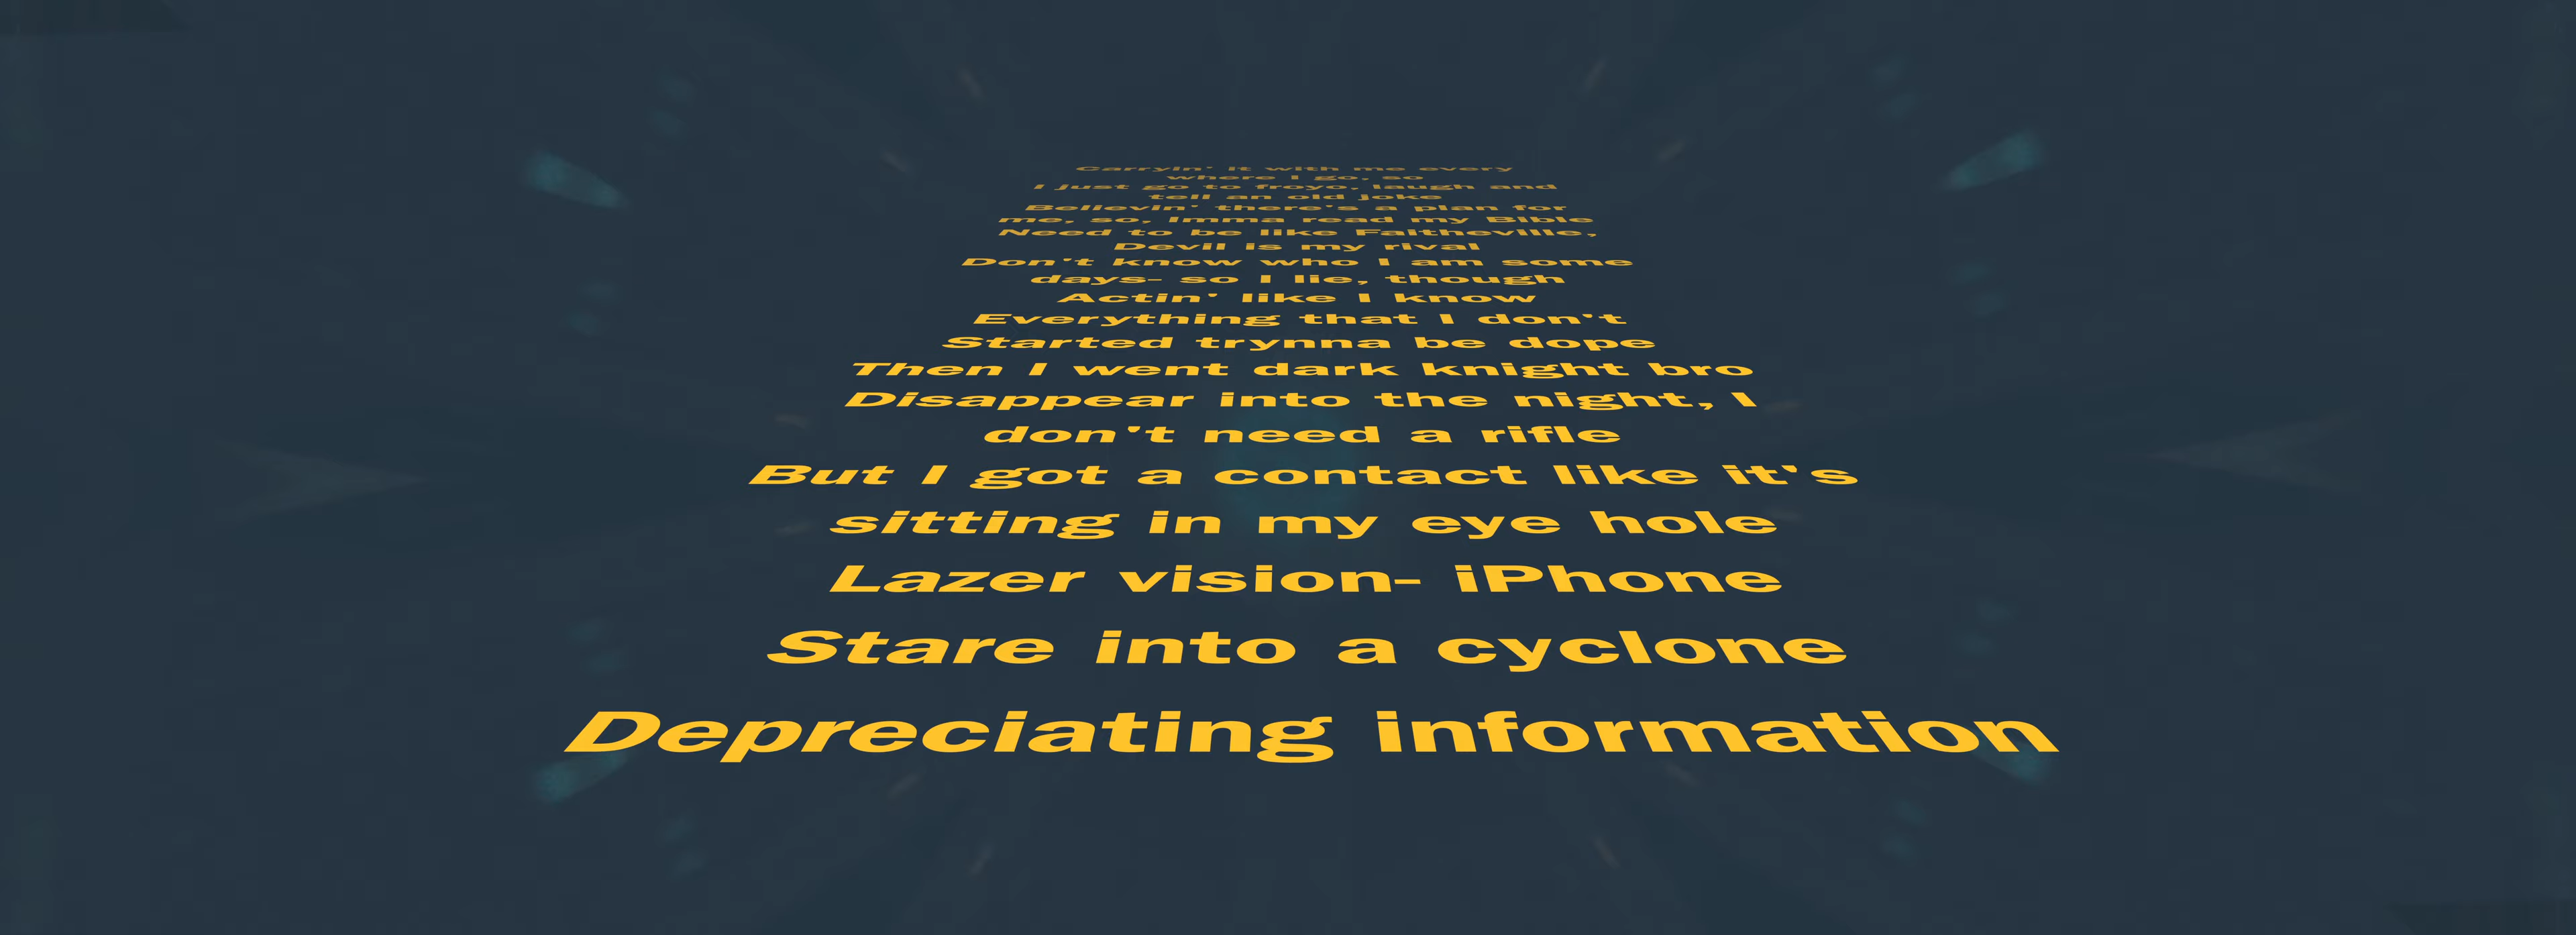 Carryin' it with me every
where I go, so
I just go to froyo, laugh and
tell an old joke
Believin' there's a plan for
me, so, Imma read my Bible
Need to be like Faitheville,
Devil is my rival
Don't know who I am some
days- so I lie, though
Actin' like I know
Everything that I don't
Started trynna be dope
Then I went dark knight bro
Disappear into the night, I
don't need a rifle
But I got a contact like it's
sitting in my eye hole
Lazer vision- iPhone
Stare into a cyclone
Depreciating information